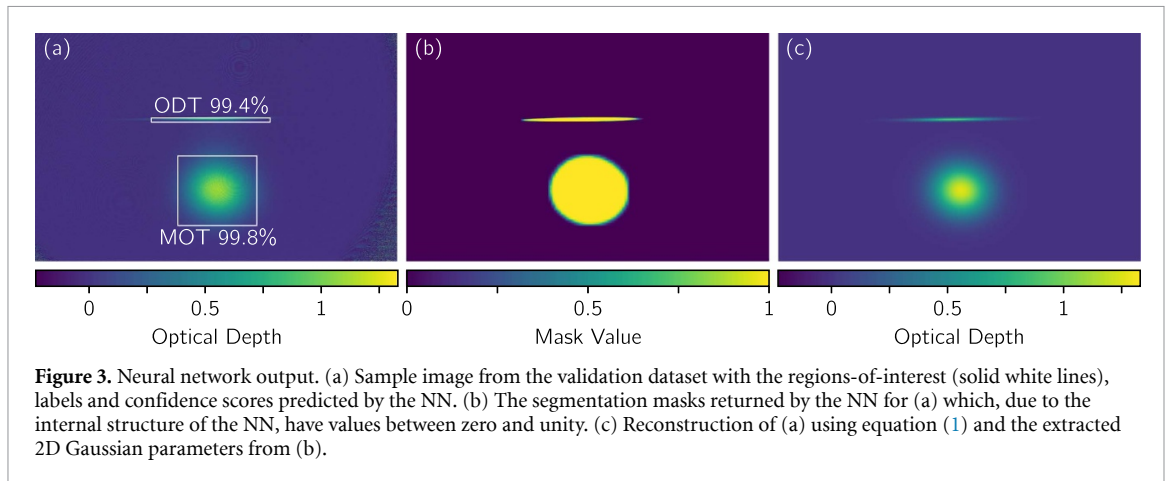 (a)
(b)
(c)
ODT 99.4%
MOT 99.8%
0 0.5 1
0 0.5 1
0 0.5 1
Optical Depth
Mask Value
Optical Depth
Figure 3. Neural network output. (a) Sample image from the validation dataset with the regions-of-interest (solid white lines),
labels and confidence scores predicted by the NN. (b) The segmentation masks returned by the NN for (a) which, due to the
internal structure of the NN, have values between zero and unity. (c) Reconstruction of (a) using equation (1) and the extracted
2D Gaussian parameters from (b).